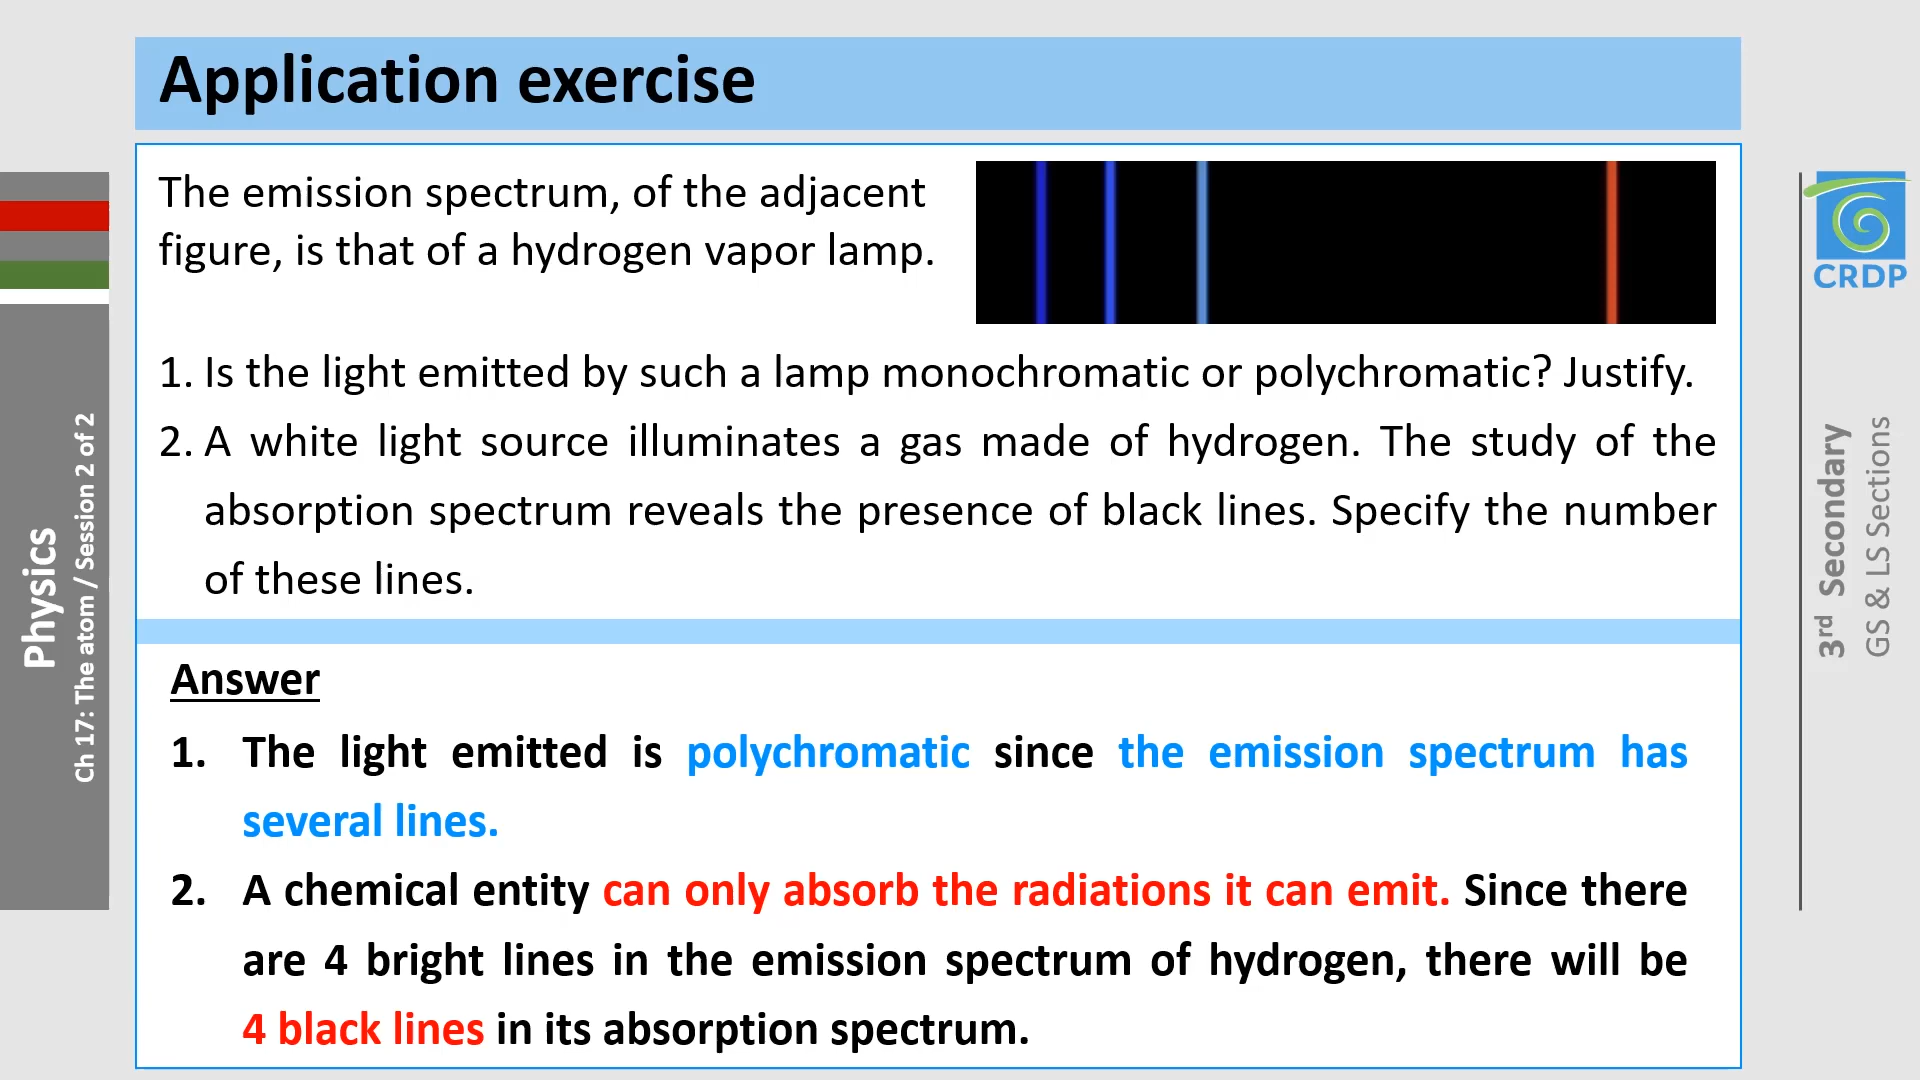 Application exercise
The emission spectrum, of the adjacent
figure, is that of a hydrogen vapor lamp.
1. Is the light emitted by such a lamp monochromatic or polychromatic? Justify.
2. A white light source illuminates a gas made of hydrogen. The study of the
absorption spectrum reveals the presence of black lines. Specify the number
of these lines.
Answer
1. The light emitted is polychromatic since the emission spectrum has
several lines.
2. A chemical entity can only absorb the radiations it can emit. Since there
are 4 bright lines in the emission spectrum of hydrogen, there will be
4 black lines in its absorption spectrum.
Physics
Ch 17: The atom / Session 2 of 2
CRDP
3rd Secondary
GS & LS Sections